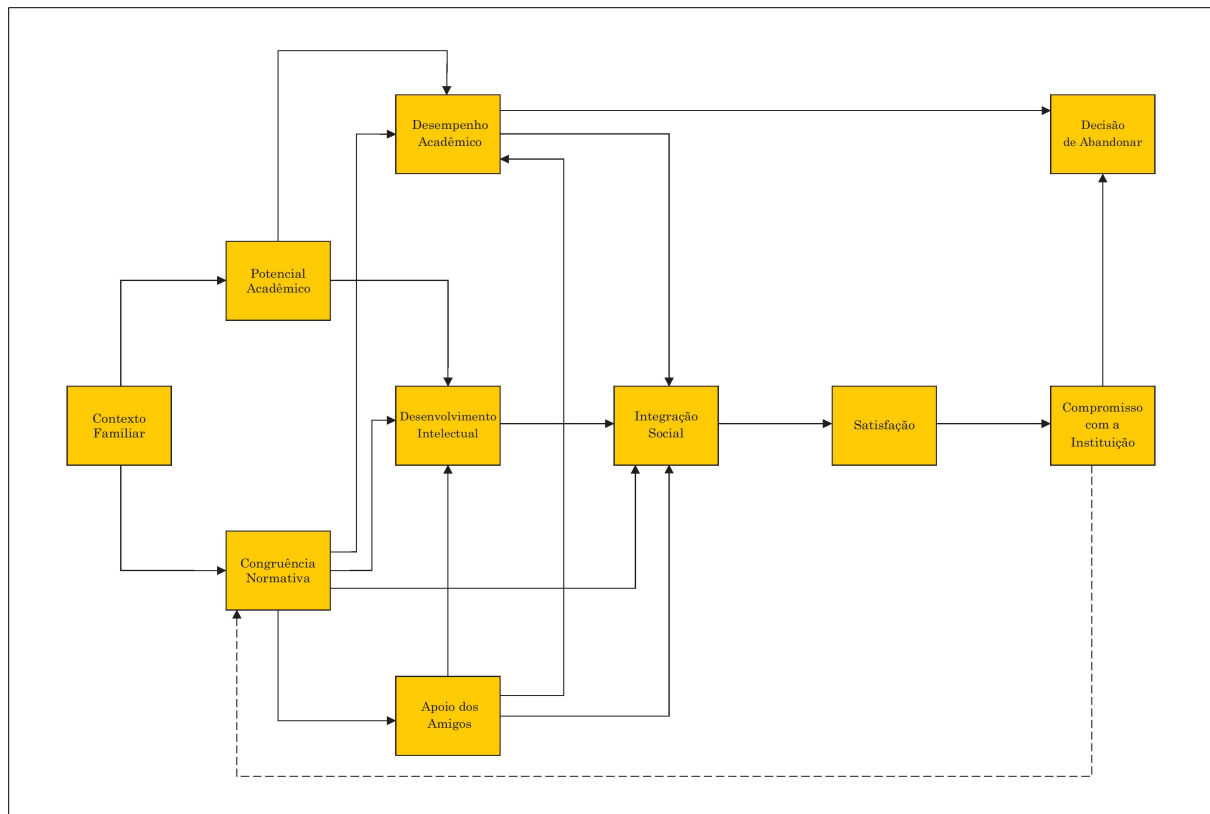 Desempenho
Acadêmico
Decisão
de Abandonar
Potencial
Acadêmico
Contexto
Familiar
Desenvolvimento
Intelectual
Integração
Social
Satisfação
Compromisso
com a
Instituição
Congruência
Normativa
Apoio dos
Amigos